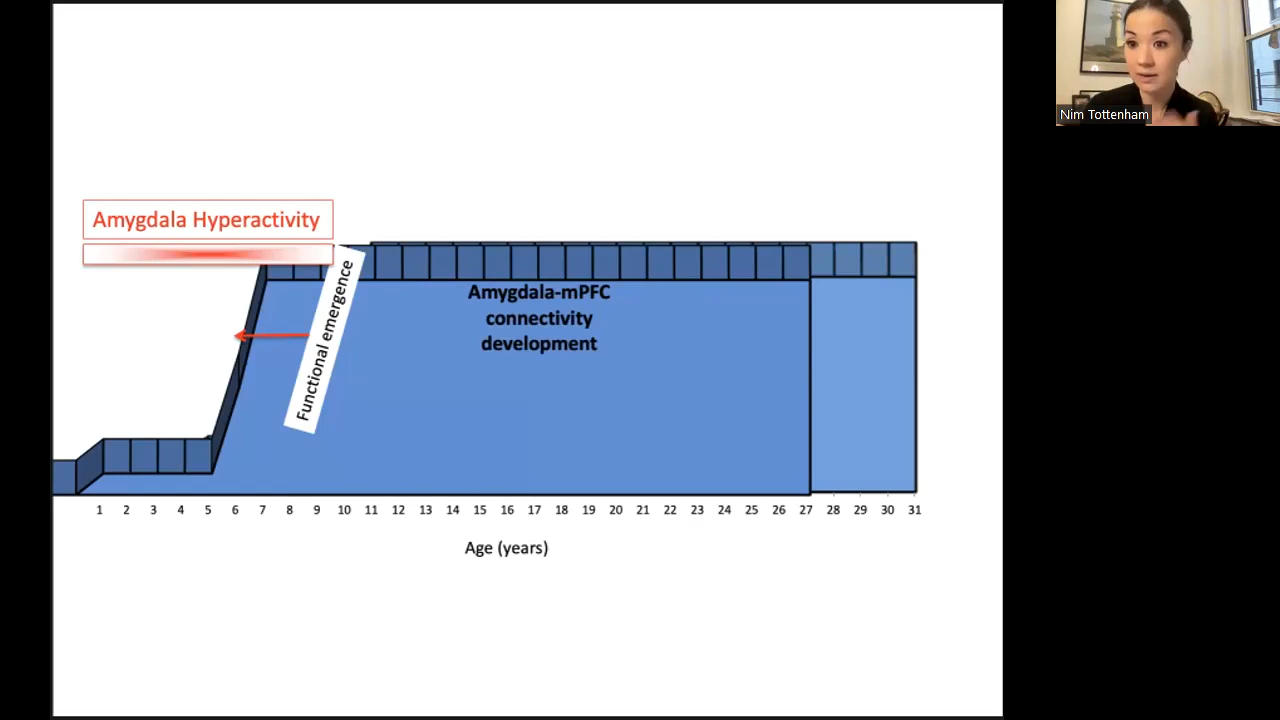 Nim Tottenham
Amygdala Hyperactivity
Functional emergence
Amygdala-mPFC
connectivity
development
1 2 3 4 5 6 7 8 9 10 11 12 13 14 15 16 17 18 19 20 21 22 23 24 25 26 27 28 29 30 31
Age (years)